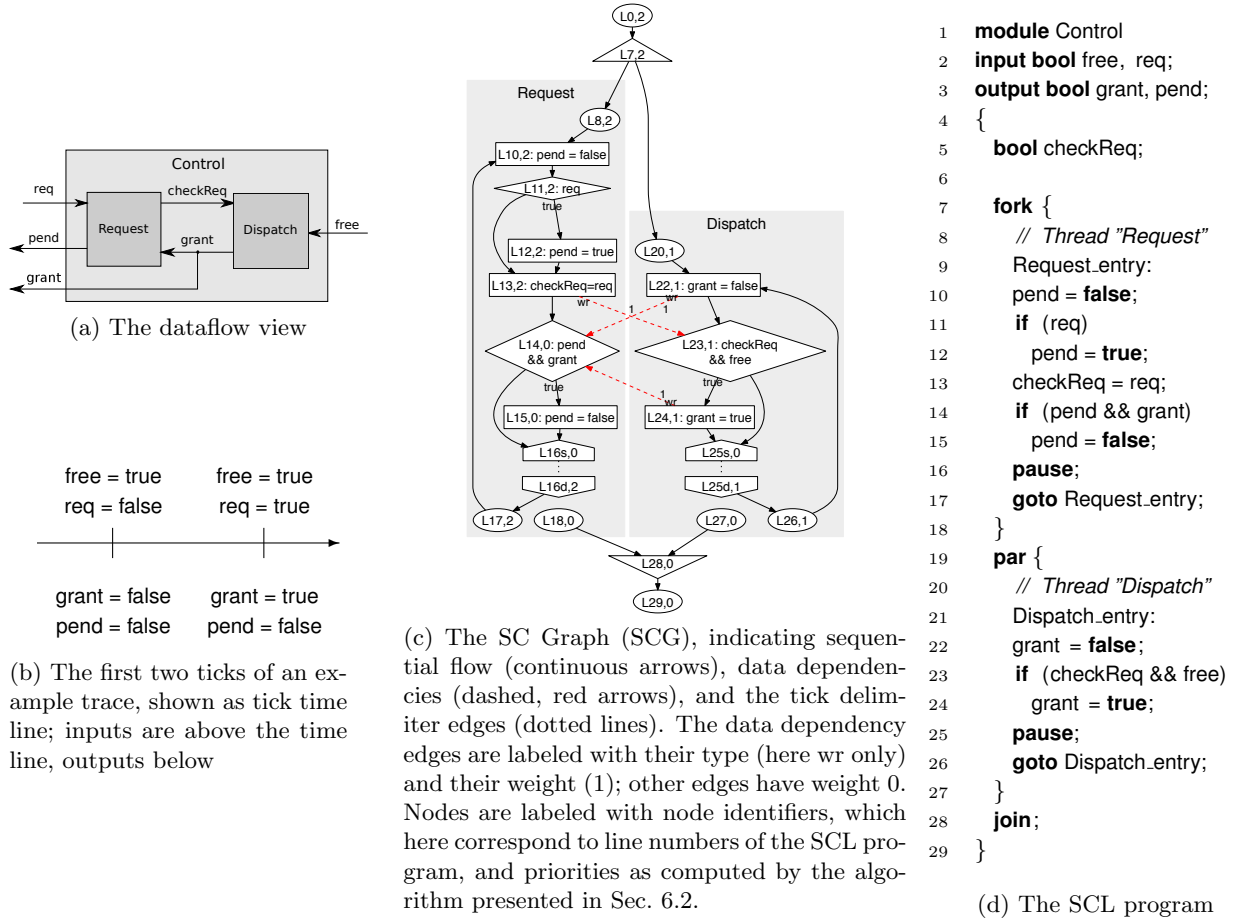 Control
req
checkReq
Request
Dispatch
free
pend
grant
grant
(a) The dataflow view
free = true
free = true
req = false
req = true
grant = false
grant = true
pend = false
pend = false
(b) The first two ticks of an ex-
ample trace, shown as tick time
line; inputs are above the time
line, outputs below
L0,2
L7,2
Request
L8,2
L10,2: pend = false
L11,2: req
true
L12,2: pend = true
L13,2: checkReq=req
wr
1
L14,0: pend
&& grant
true
L15,0: pend = false
L16s,0
L16d,2
L17,2
L18,0
Dispatch
L20,1
L22,1: grant = false
wr
1
L23,1: checkReq
&& free
true
1
wr
L24,1: grant = true
L25s,0
L25d,1
L27,0
L26,1
L28,0
L29,0
(c) The SC Graph (SCG), indicating sequen-
tial flow (continuous arrows), data dependen-
cies (dashed, red arrows), and the tick delim-
iter edges (dotted lines). The data dependency
edges are labeled with their type (here wr only)
and their weight (1); other edges have weight 0.
Nodes are labeled with node identifiers, which
here correspond to line numbers of the SCL pro-
gram, and priorities as computed by the algo-
rithm presented in Sec. 6.2.
1 module Control
2 input bool free, req;
3 output bool grant, pend;
4 {
5 bool checkReq;
6
7 fork {
8 // Thread "Request"
9 Request_entry:
10 pend = false;
11 if (req)
12 pend = true;
13 checkReq = req;
14 if (pend && grant)
15 pend = false;
16 pause;
17 goto Request_entry;
18 }
19 par {
20 // Thread "Dispatch"
21 Dispatch_entry:
22 grant = false;
23 if (checkReq && free)
24 grant = true;
25 pause;
26 goto Dispatch_entry;
27 }
28 join;
29 }
(d) The SCL program